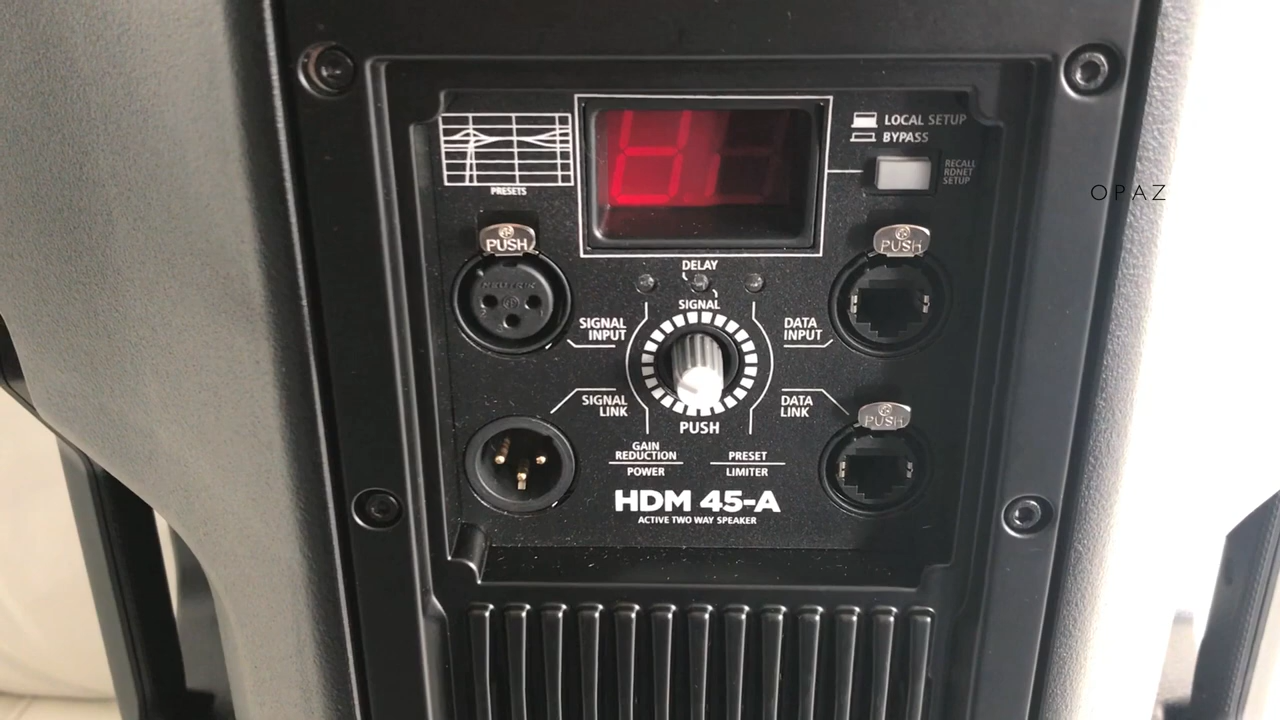 LOCAL SETUP
BYPASS
RECALL
RDNET
SETUP
PRESETS
OPAZ
PUSH
PUSH
NEUTRIK
DELAY
SIGNAL
SIGNAL
INPUT
DATA
INPUT
SIGNAL
LINK
DATA
LINK
PUSH
PUSH
GAIN
REDUCTION
POWER
PRESET
LIMITER
HDM 45-A
ACTIVE TWO WAY SPEAKER